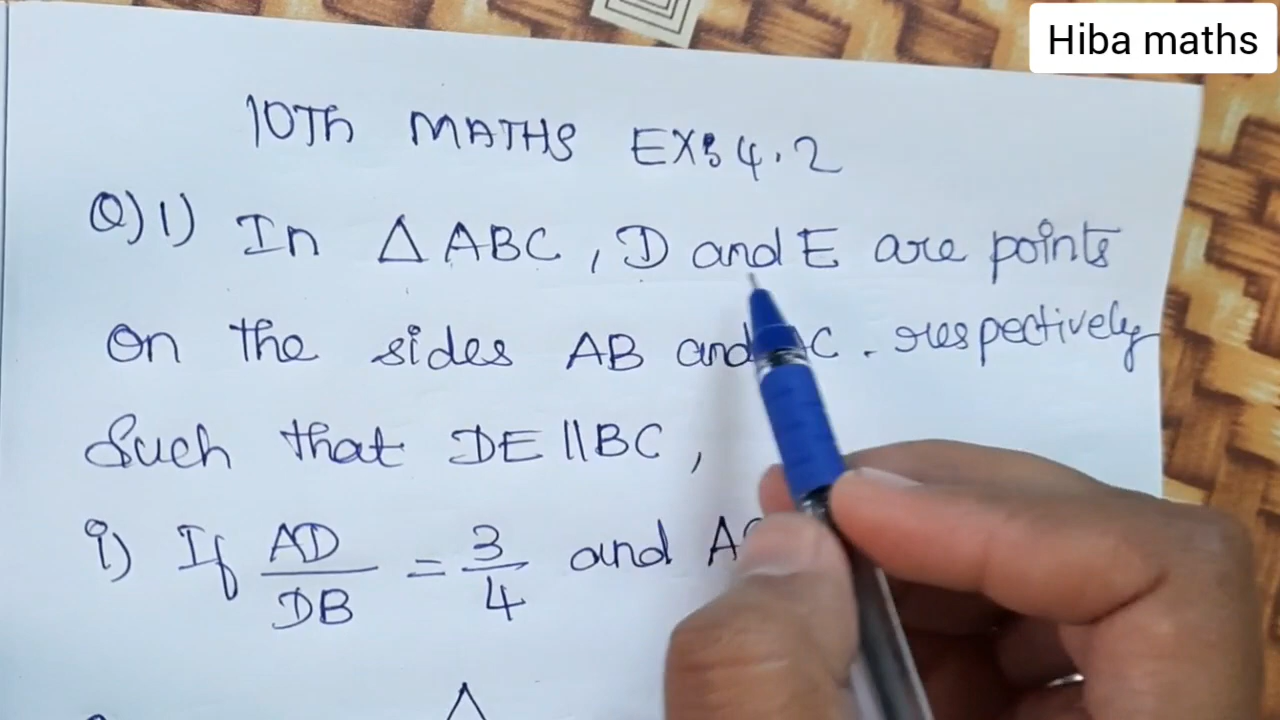 Hiba maths
10Th MATHS EX:4.2
Q)1) In △ABC, D and E are points
on the sides AB and AC. respectively
Such that DE||BC,
i) If AD/DB = 3/4 and